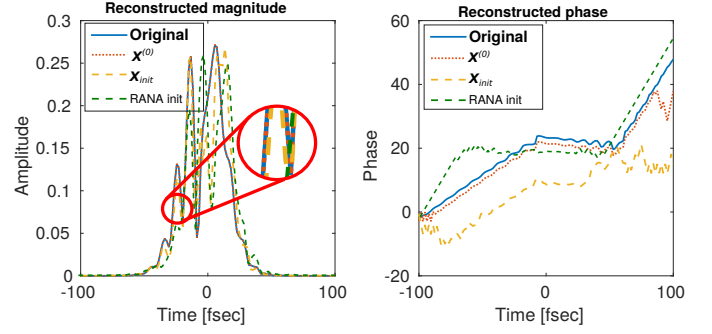 Reconstructed magnitude
Original
X(0)
Xinit
RANA init
Amplitude
0.3
0.25
0.2
0.15
0.1
0.05
0
-100
0
100
Time [fsec]
Reconstructed phase
Original
X(0)
Xinit
RANA init
Phase
60
40
20
0
-20
-100
0
100
Time [fsec]